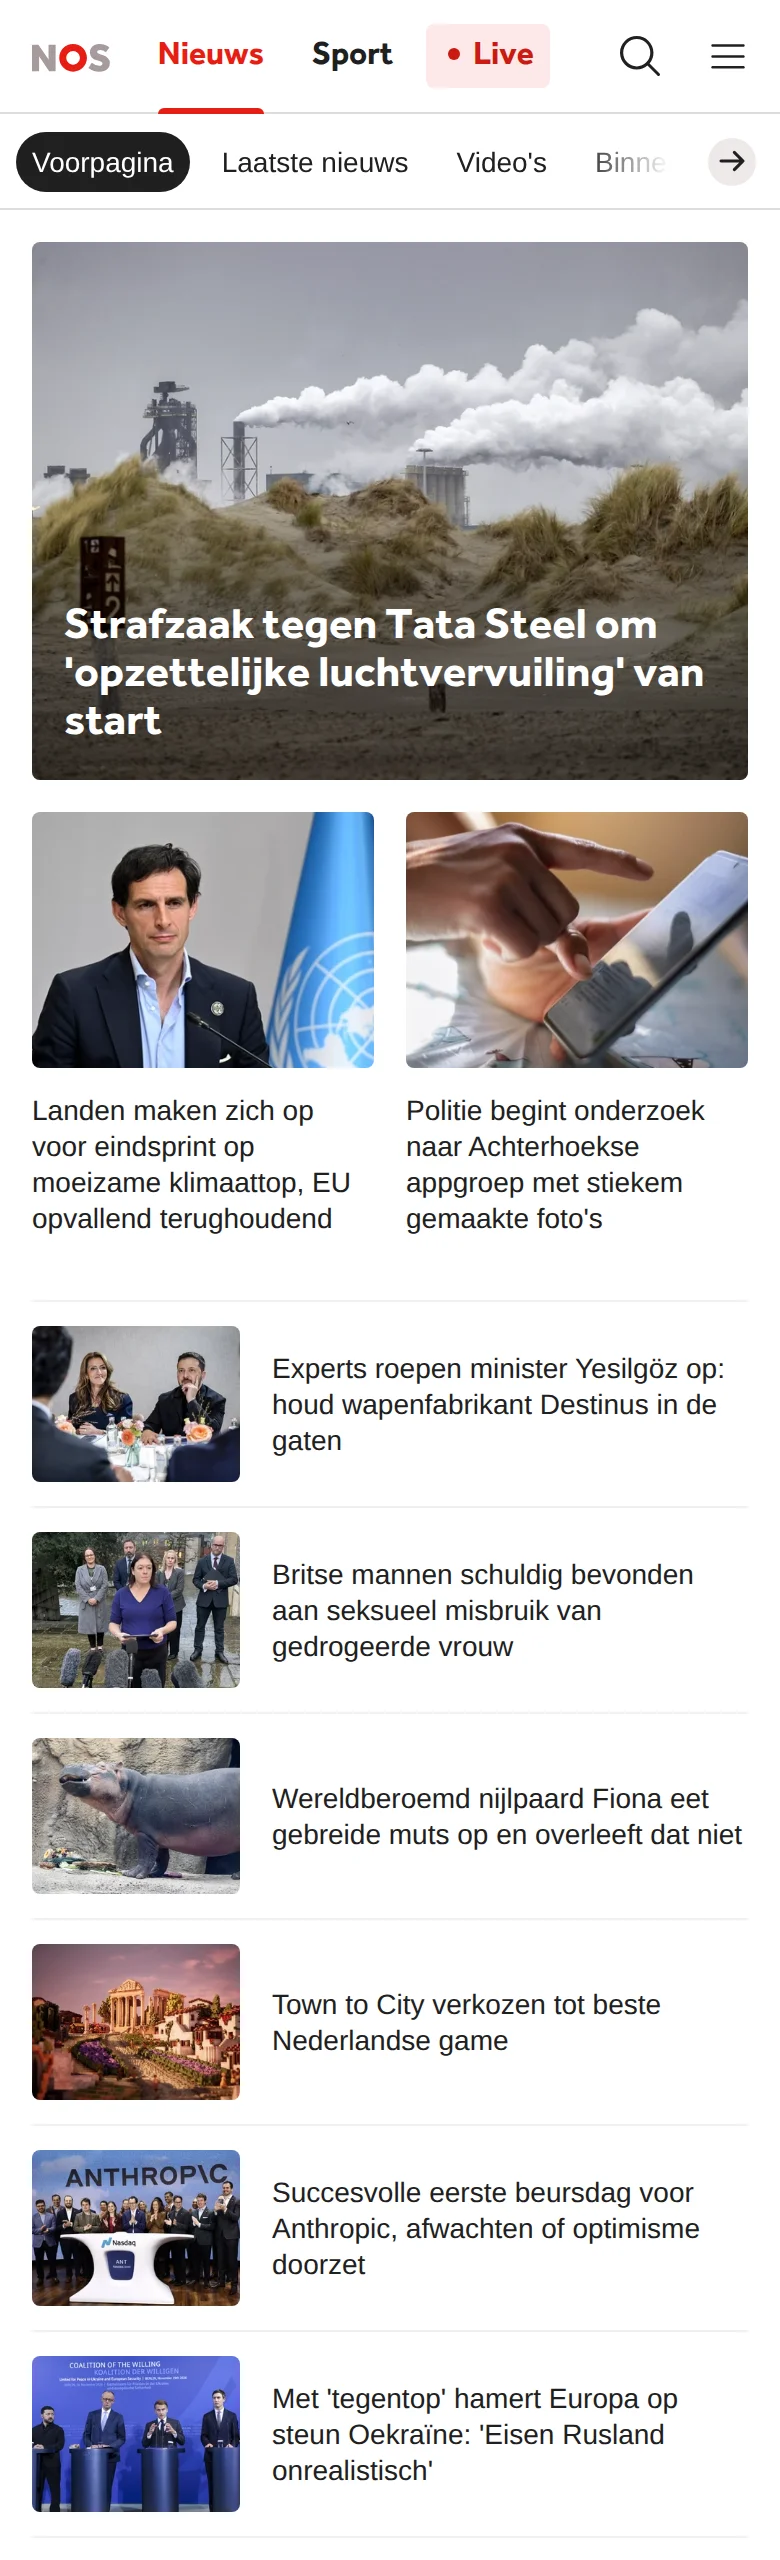 NOS Nieuws Sport Live
Voorpagina Laatste nieuws Video's Binne
Strafzaak tegen Tata Steel om
'opzettelijke luchtvervuiling' van
start
Landen maken zich op
voor eindsprint op
moeizame klimaattop, EU
opvallend terughoudend
Politie begint onderzoek
naar Achterhoekse
appgroep met stiekem
gemaakte foto's
Experts roepen minister Yesilgöz op:
houd wapenfabrikant Destinus in de
gaten
Britse mannen schuldig bevonden
aan seksueel misbruik van
gedrogeerde vrouw
Wereldberoemd nijlpaard Fiona eet
gebreide muts op en overleeft dat niet
Town to City verkozen tot beste
Nederlandse game
ANTHROP\C
Nasdaq
ANT
Succesvolle eerste beursdag voor
Anthropic, afwachten of optimisme
doorzet
COALITION OF THE WILLING
KOALITION DER WILLIGEN
Met 'tegentop' hamert Europa op
steun Oekraïne: 'Eisen Rusland
onrealistisch'